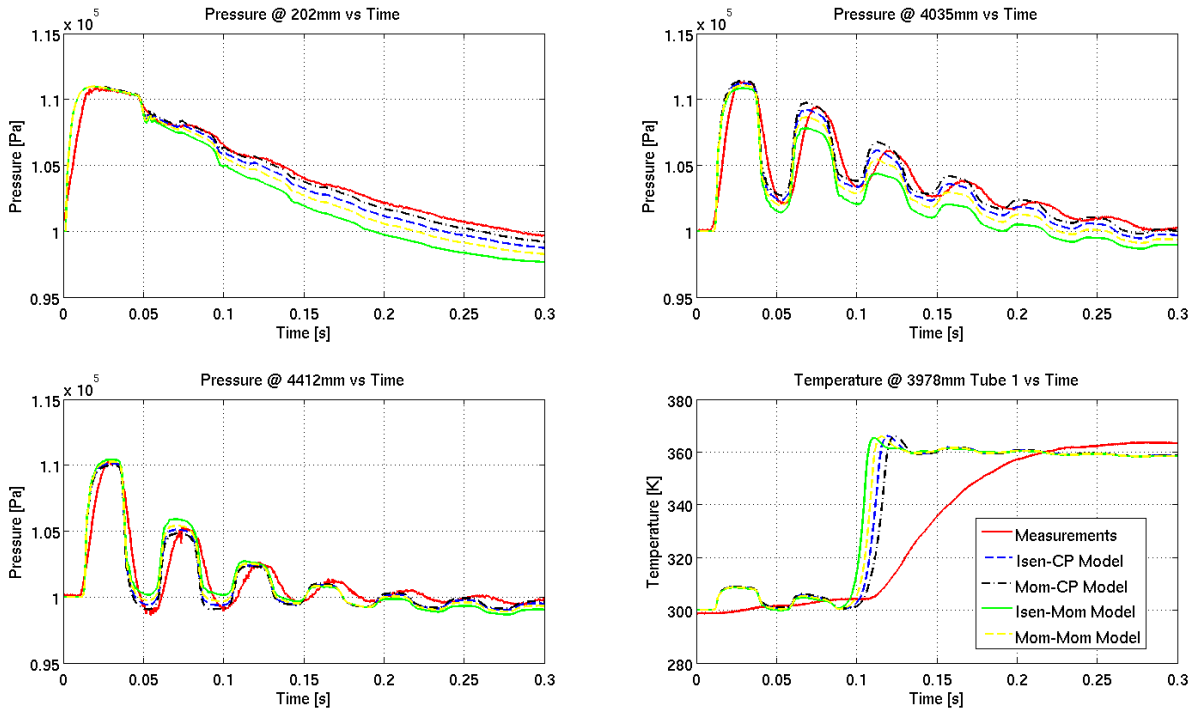 Pressure @ 202mm vs Time
x 10^5
1.15
1.1
1.05
1
0.95
Pressure [Pa]
0 0.05 0.1 0.15 0.2 0.25 0.3
Time [s]
Pressure @ 4035mm vs Time
x 10^5
1.15
1.1
1.05
1
0.95
Pressure [Pa]
0 0.05 0.1 0.15 0.2 0.25 0.3
Time [s]
Pressure @ 4412mm vs Time
x 10^5
1.15
1.1
1.05
1
0.95
Pressure [Pa]
0 0.05 0.1 0.15 0.2 0.25 0.3
Time [s]
Temperature @ 3978mm Tube 1 vs Time
380
360
340
320
300
280
Temperature [K]
Measurements
Isen-CP Model
Mom-CP Model
Isen-Mom Model
Mom-Mom Model
0 0.05 0.1 0.15 0.2 0.25 0.3
Time [s]